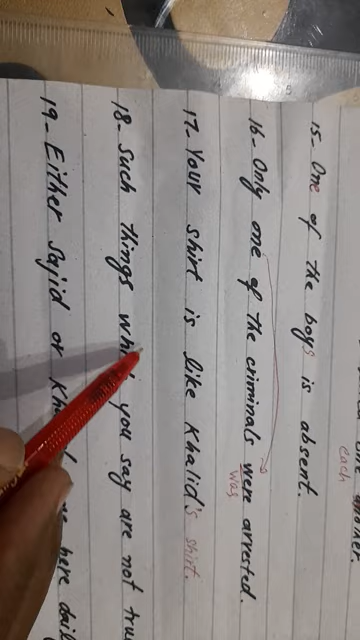 each
15- One of the boys is absent.
16- Only one of the criminals were arrested.
was
17- Your shirt is like Khalid's shirt.
18- Such things you say are not
19- Either Sajid or here